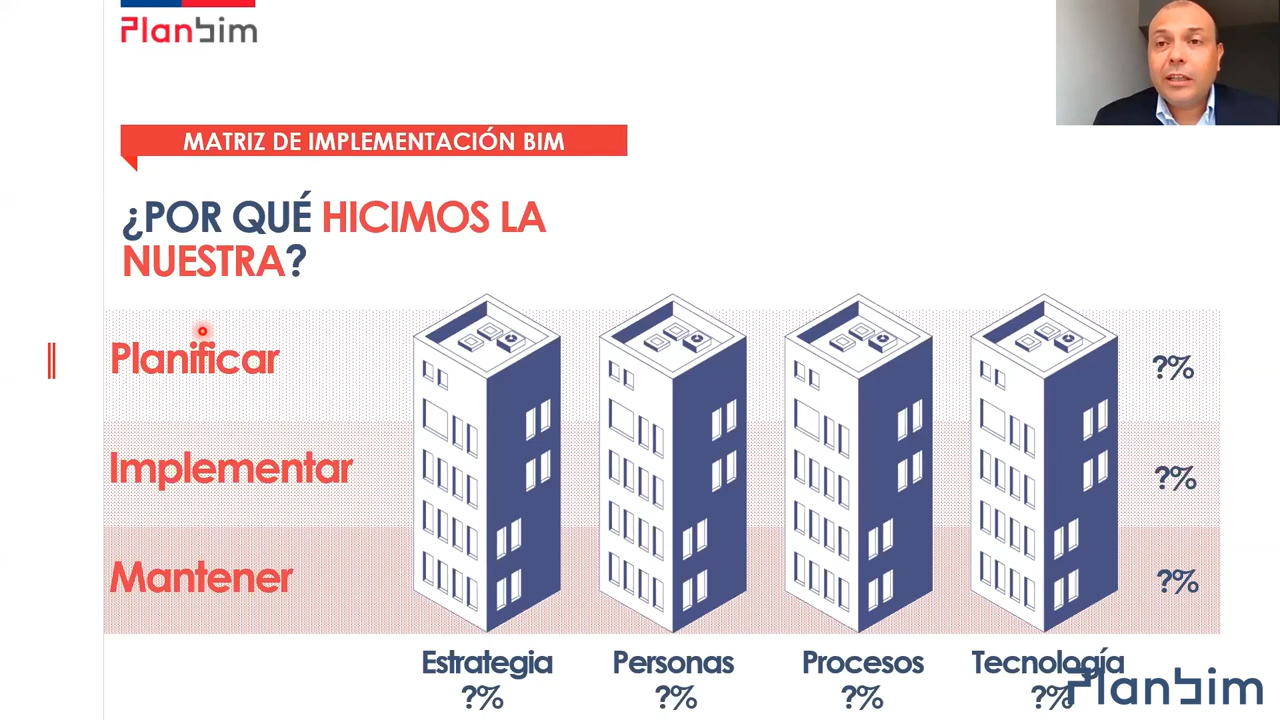 Planbim
MATRIZ DE IMPLEMENTACIÓN BIM
¿POR QUÉ HICIMOS LA
NUESTRA?
Planificar
?%
Implementar
?%
Mantener
?%
Estrategia
Personas
Procesos
Tecnología
?%
?%
?%
?%
Planbim